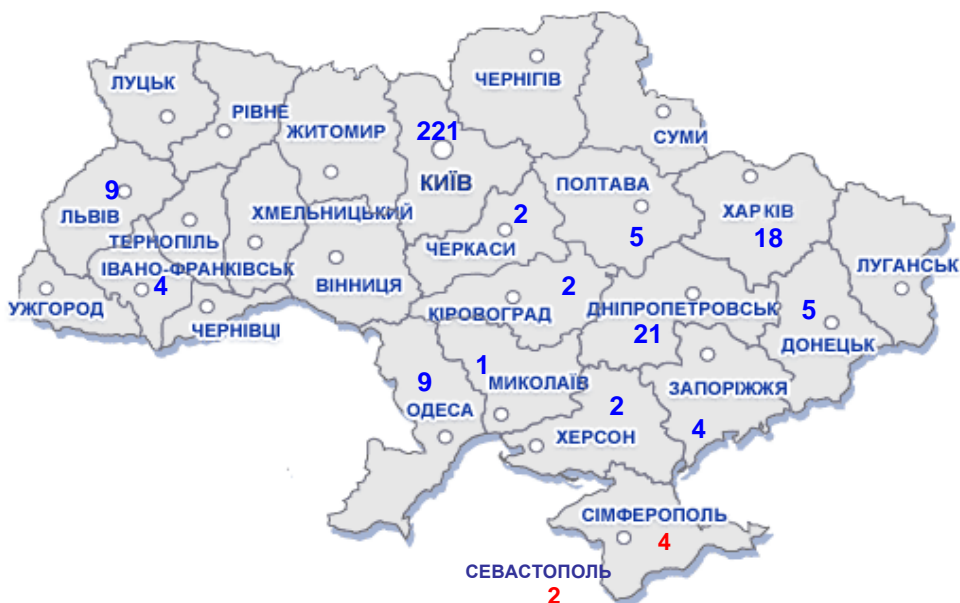 ЧЕРНІГІВ
ЛУЦЬК
РІВНЕ
ЖИТОМИР
221
СУМИ
КИЇВ
ПОЛТАВА
9
ЛЬВІВ
ХМЕЛЬНИЦЬКИЙ
2
ХАРКІВ
ТЕРНОПІЛЬ
ЧЕРКАСИ
5
18
ІВАНО-ФРАНКІВСЬК
4
ЛУГАНСЬК
ВІННИЦЯ
2
УЖГОРОД
КІРОВОГРАД
ДНІПРОПЕТРОВСЬК
5
ЧЕРНІВЦІ
21
ДОНЕЦЬК
1
9
МИКОЛАЇВ
ЗАПОРІЖЖЯ
ОДЕСА
2
4
ХЕРСОН
СІМФЕРОПОЛЬ
4
СЕВАСТОПОЛЬ
2